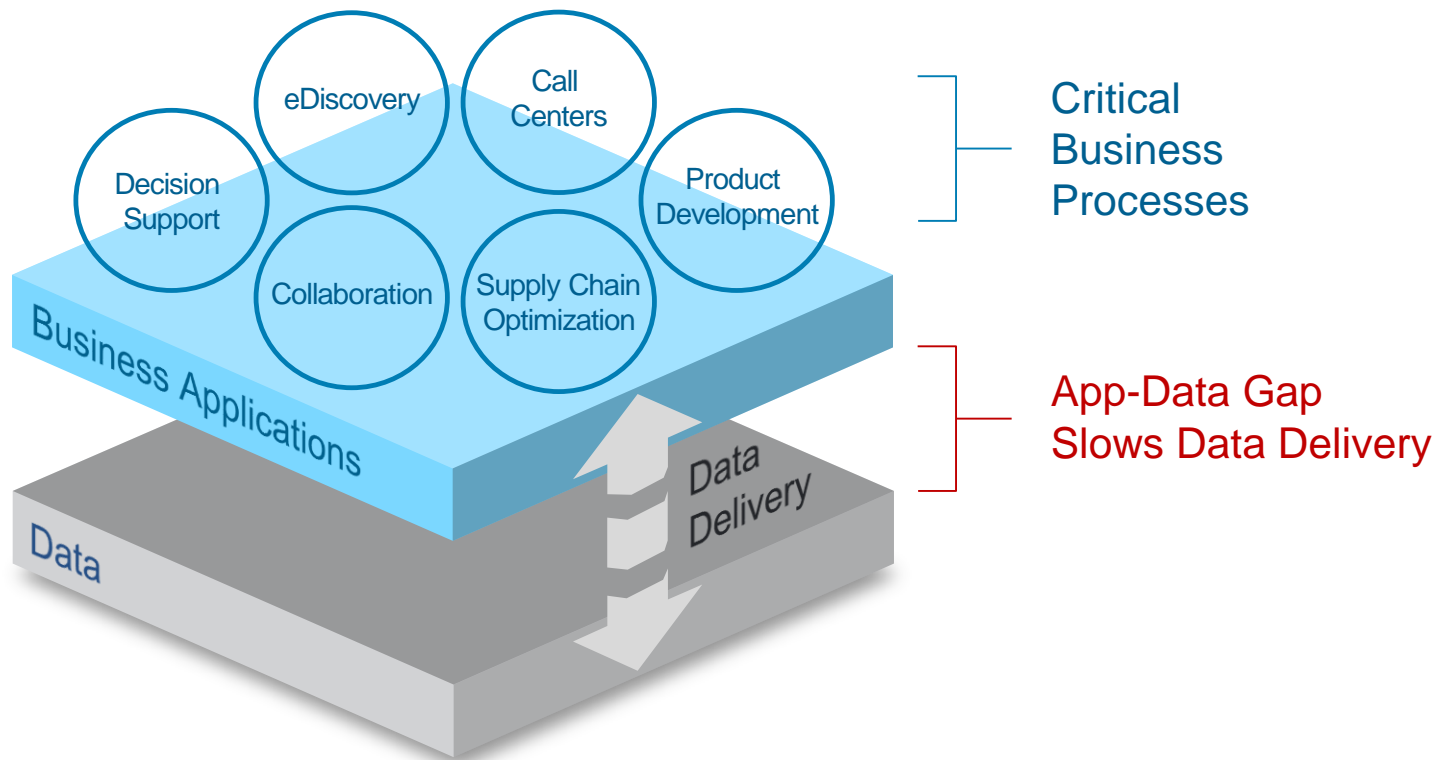 eDiscovery
Call
Centers
Decision
Support
Product
Development
Collaboration
Supply Chain
Optimization
Critical
Business
Processes
Business Applications
App-Data Gap
Slows Data Delivery
Data
Delivery
Data